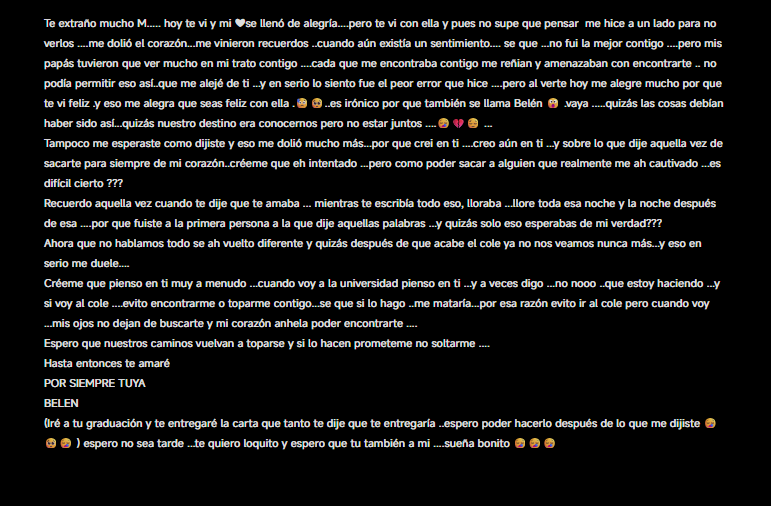 Te extraño mucho M..... hoy te vi y mi 🖤se llenó de alegría....pero te vi con ella y pues no supe que pensar  me hice a un lado para no
verlos ....me dolió el corazón...me vinieron recuerdos ..cuando aún existía un sentimiento.... se que ...no fui la mejor contigo ....pero mis
papás tuvieron que ver mucho en mi trato contigo ....cada que me encontraba contigo me reñian y amenazaban con encontrarte .. no
podía permitir eso así..que me alejé de ti ...y en serio lo siento fue el peor error que hice ....pero al verte hoy me alegre mucho por que
te vi feliz .y eso me alegra que seas feliz con ella .🤕🥺..es irónico por que también se llama Belén 😱.vaya .....quizás las cosas debían
haber sido así...quizás nuestro destino era conocernos pero no estar juntos ....🤧💔🥺 ...
Tampoco me esperaste como dijiste y eso me dolió mucho más...por que crei en ti ....creo aún en ti ...y sobre lo que dije aquella vez de
sacarte para siempre de mi corazón..créeme que eh intentado ...pero como poder sacar a alguien que realmente me ah cautivado ...es
difícil cierto ???
Recuerdo aquella vez cuando te dije que te amaba ... mientras te escribía todo eso, lloraba ...llore toda esa noche y la noche después
de esa ....por que fuiste a la primera persona a la que dije aquellas palabras ...y quizás solo eso esperabas de mi verdad???
Ahora que no hablamos todo se ah vuelto diferente y quizás después de que acabe el cole ya no nos veamos nunca más...y eso en
serio me duele....
Créeme que pienso en ti muy a menudo ...cuando voy a la universidad pienso en ti ...y a veces digo ...no nooo ..que estoy haciendo ...y
si voy al cole ....evito encontrarme o toparme contigo...se que si lo hago ..me mataría...por esa razón evito ir al cole pero cuando voy
...mis ojos no dejan de buscarte y mi corazón anhela poder encontrarte ....
Espero que nuestros caminos vuelvan a toparse y si lo hacen prometeme no soltarme ....
Hasta entonces te amaré
POR SIEMPRE TUYA
BELEN
(Iré a tu graduación y te entregaré la carta que tanto te dije que te entregaría ..espero poder hacerlo después de lo que me dijiste 🤧
🥺🤧 ) espero no sea tarde ...te quiero loquito y espero que tu también a mi ....sueña bonito 🤧🤧🤧